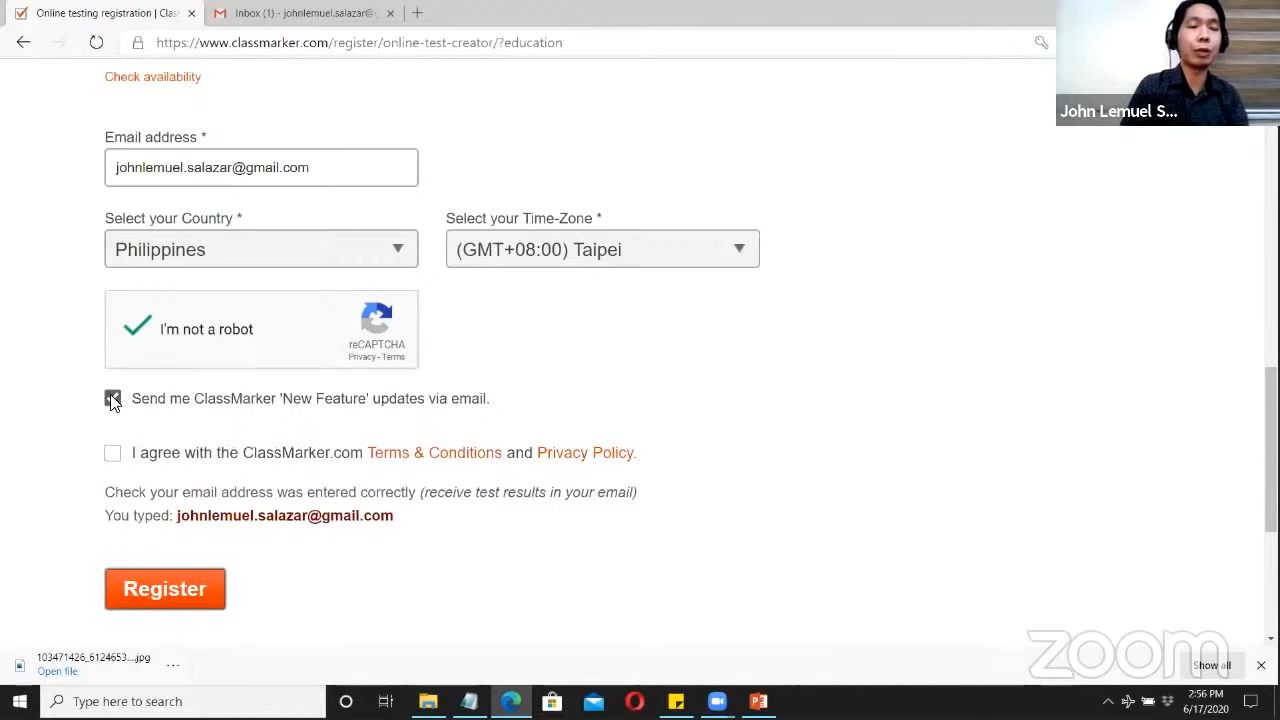 Online testing registration | Clas
Inbox (1) - johnlemuel.salazar@
https://www.classmarker.com/register/online-test-creator/?education
John Lemuel S...
Check availability
Email address *
johnlemuel.salazar@gmail.com
Select your Country *
Select your Time-Zone *
Philippines
(GMT+08:00) Taipei
I'm not a robot
reCAPTCHA
Privacy - Terms
Send me ClassMarker 'New Feature' updates via email.
I agree with the ClassMarker.com Terms & Conditions and Privacy Policy.
Check your email address was entered correctly (receive test results in your email)
You typed: johnlemuel.salazar@gmail.com
Register
zoom
103471426_6124653....jpg
Open file
Show all
Type here to search
2:56 PM
6/17/2020